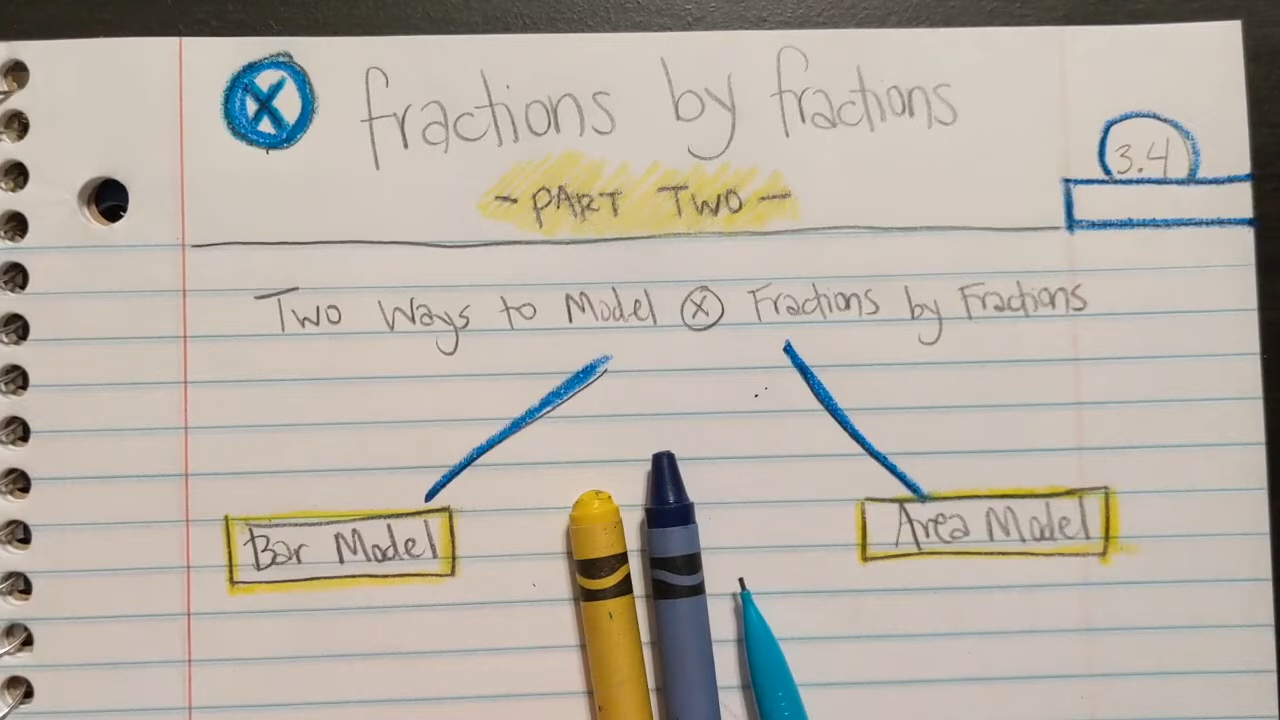 ⓧ fractions by fractions
- PART TWO -
3.4
Two Ways to Model ⓧ Fractions by Fractions
Bar Model
Area Model